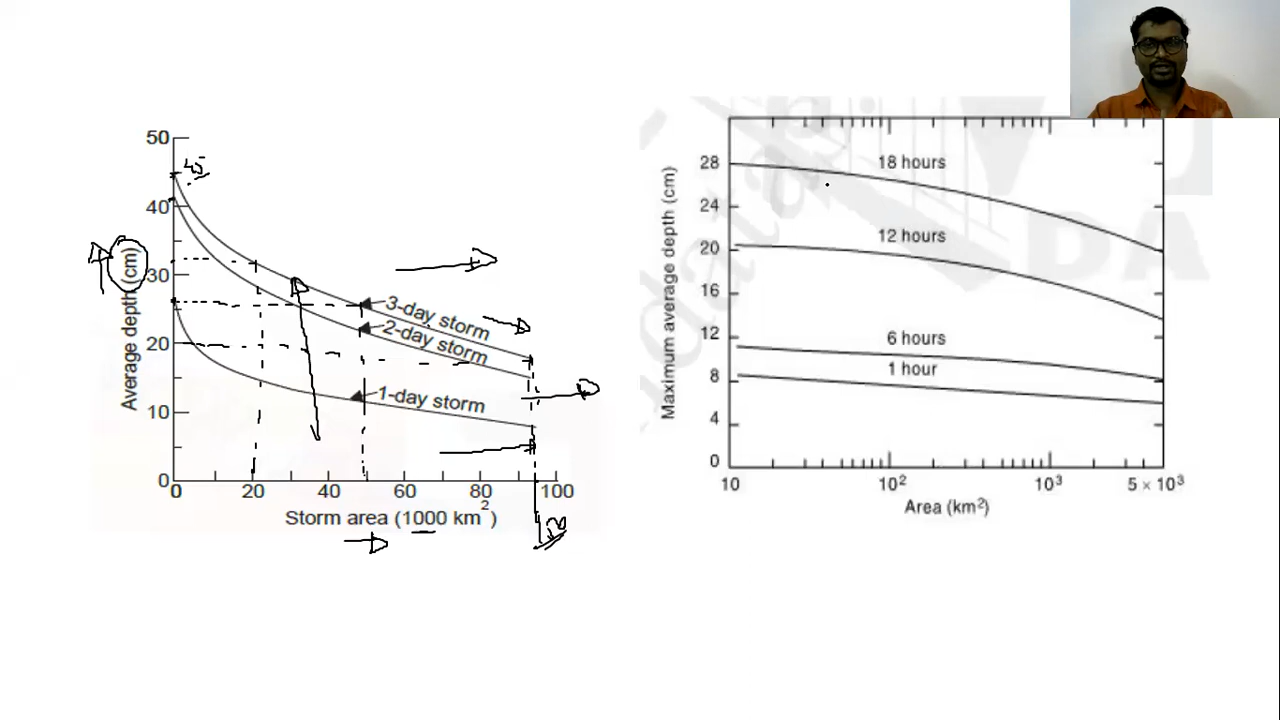 50
45
40
30
20
10
0
Average depth (cm)
3-day storm
2-day storm
1-day storm
0 20 40 60 80 100
Storm area (1000 km²)
28
24
20
16
12
8
4
0
Maximum average depth (cm)
18 hours
12 hours
6 hours
1 hour
10 10² 10³ 5 × 10³
Area (km²)
DA